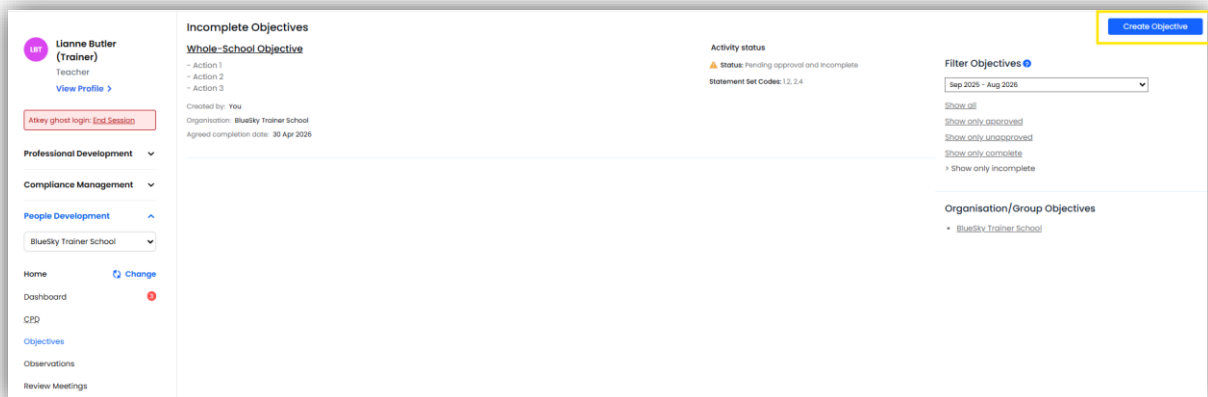 LBT
Lianne Butler
(Trainer)
Teacher
View Profile >
Atkey ghost login: End Session
Professional Development
Compliance Management
People Development
BlueSky Trainer School
Home
Change
Dashboard
3
CPD
Objectives
Observations
Review Meetings
Incomplete Objectives
Whole-School Objective
- Action 1
- Action 2
- Action 3
Created by: You
Organisation: BlueSky Trainer School
Agreed completion date: 30 Apr 2026
Activity status
Status: Pending approval and Incomplete
Statement Set Codes: 1.2, 2.4
Create Objective
Filter Objectives ?
Sep 2025 - Aug 2026
Show all
Show only approved
Show only unapproved
Show only complete
> Show only incomplete
Organisation/Group Objectives
• BlueSky Trainer School